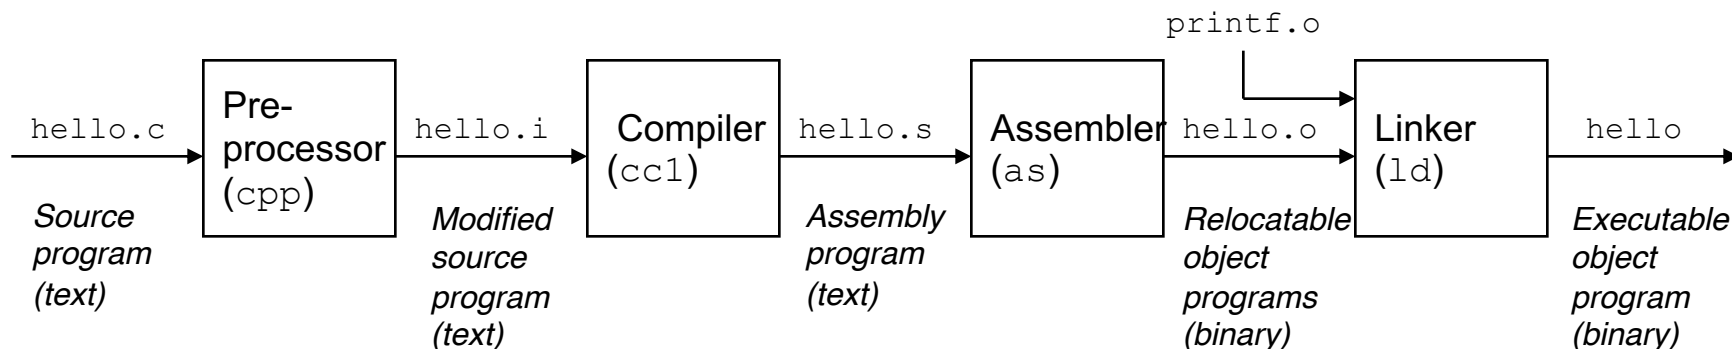 printf.o
hello.c
Pre-
processor
(cpp)
hello.i
Compiler
(cc1)
hello.s
Assembler
(as)
hello.o
Linker
(ld)
hello
Source
program
(text)
Modified
source
program
(text)
Assembly
program
(text)
Relocatable
object
programs
(binary)
Executable
object
program
(binary)